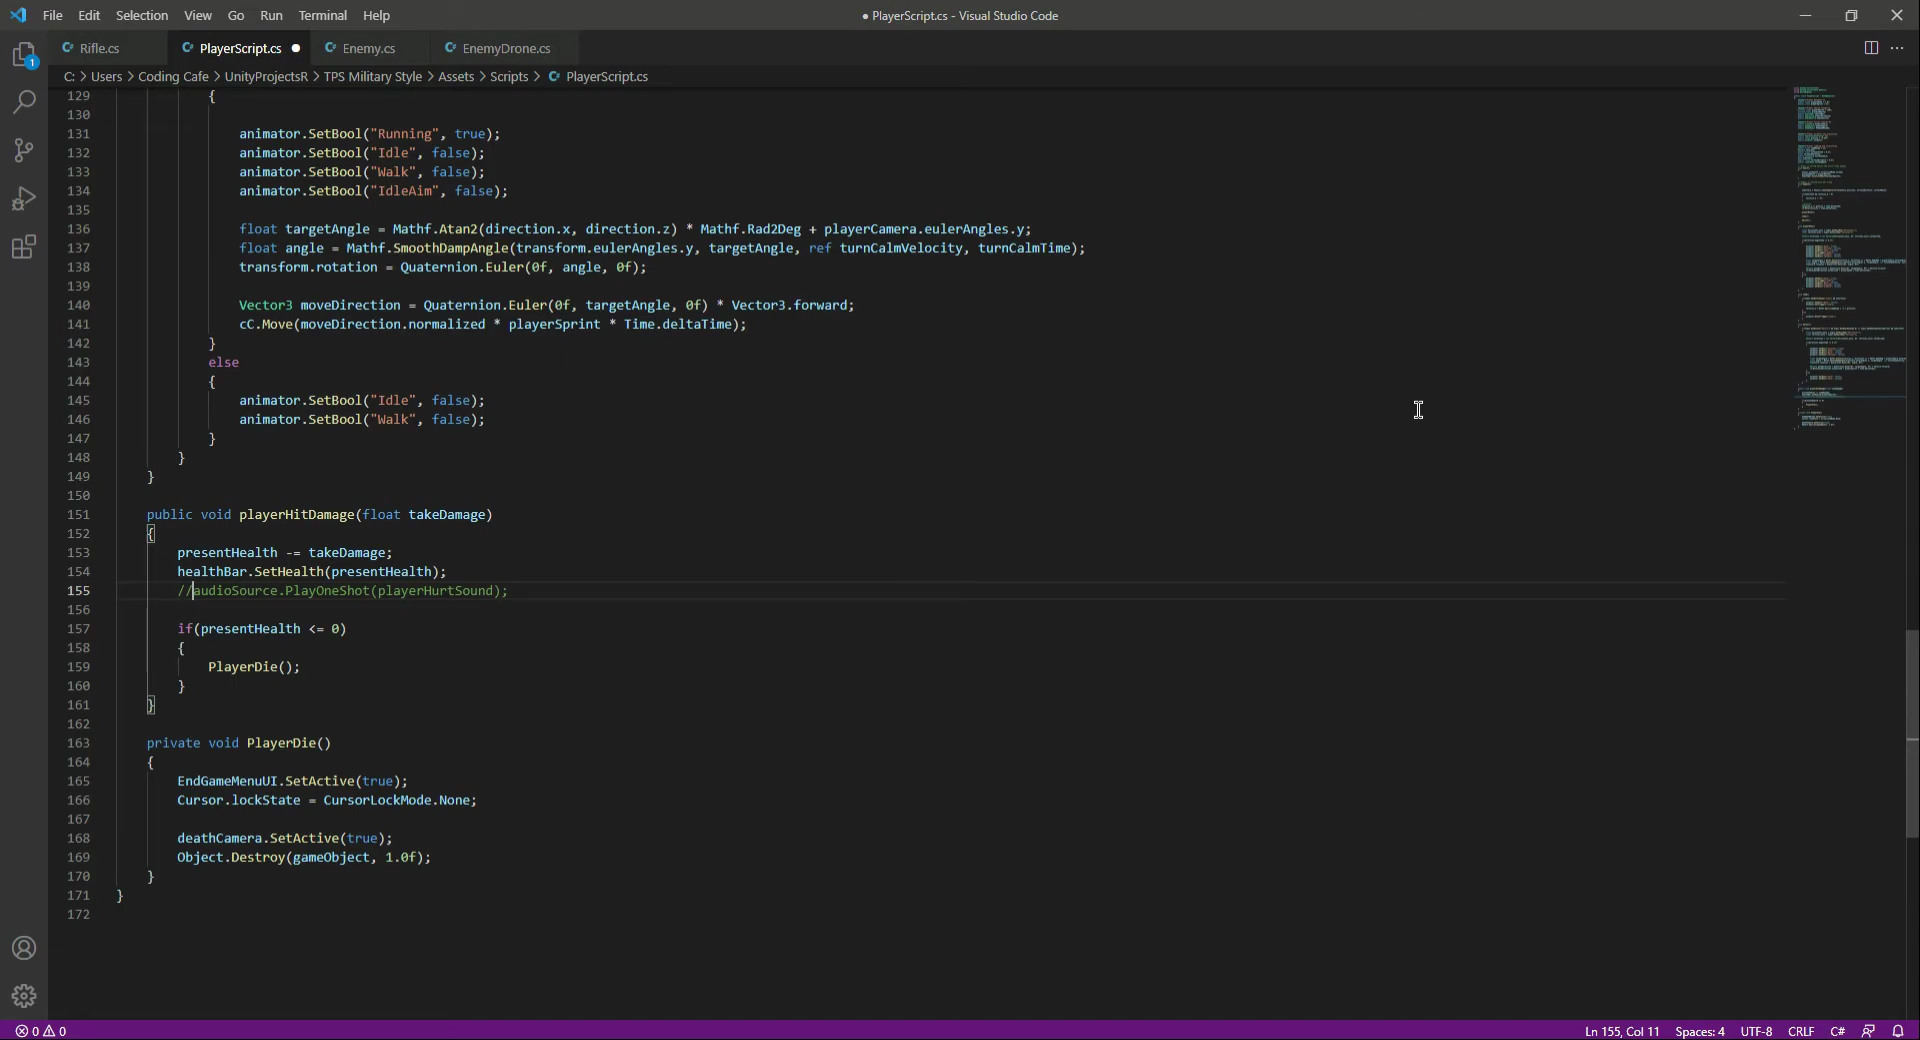 File Edit Selection View Go Run Terminal Help
● PlayerScript.cs - Visual Studio Code
Rifle.cs PlayerScript.cs ● Enemy.cs EnemyDrone.cs
C: > Users > Coding Cafe > UnityProjectsR > TPS Military Style > Assets > Scripts > PlayerScript.cs
1
129 {
130
131 animator.SetBool("Running", true);
132 animator.SetBool("Idle", false);
133 animator.SetBool("Walk", false);
134 animator.SetBool("IdleAim", false);
135
136 float targetAngle = Mathf.Atan2(direction.x, direction.z) * Mathf.Rad2Deg + playerCamera.eulerAngles.y;
137 float angle = Mathf.SmoothDampAngle(transform.eulerAngles.y, targetAngle, ref turnCalmVelocity, turnCalmTime);
138 transform.rotation = Quaternion.Euler(0f, angle, 0f);
139
140 Vector3 moveDirection = Quaternion.Euler(0f, targetAngle, 0f) * Vector3.forward;
141 cC.Move(moveDirection.normalized * playerSprint * Time.deltaTime);
142 }
143 else
144 {
145 animator.SetBool("Idle", false);
146 animator.SetBool("Walk", false);
147 }
148 }
149 }
150
151 public void playerHitDamage(float takeDamage)
152 {
153 presentHealth -= takeDamage;
154 healthBar.SetHealth(presentHealth);
155 //audioSource.PlayOneShot(playerHurtSound);
156
157 if(presentHealth <= 0)
158 {
159 PlayerDie();
160 }
161 }
162
163 private void PlayerDie()
164 {
165 EndGameMenuUI.SetActive(true);
166 Cursor.lockState = CursorLockMode.None;
167
168 deathCamera.SetActive(true);
169 Object.Destroy(gameObject, 1.0f);
170 }
171 }
172
0 0 Ln 155, Col 11 Spaces: 4 UTF-8 CRLF C#